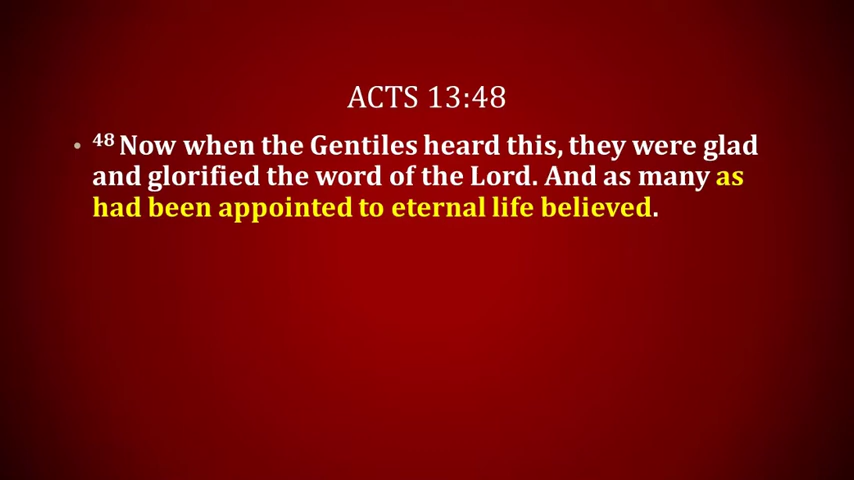 ACTS 13:48
• 48 Now when the Gentiles heard this, they were glad
and glorified the word of the Lord. And as many as
had been appointed to eternal life believed.